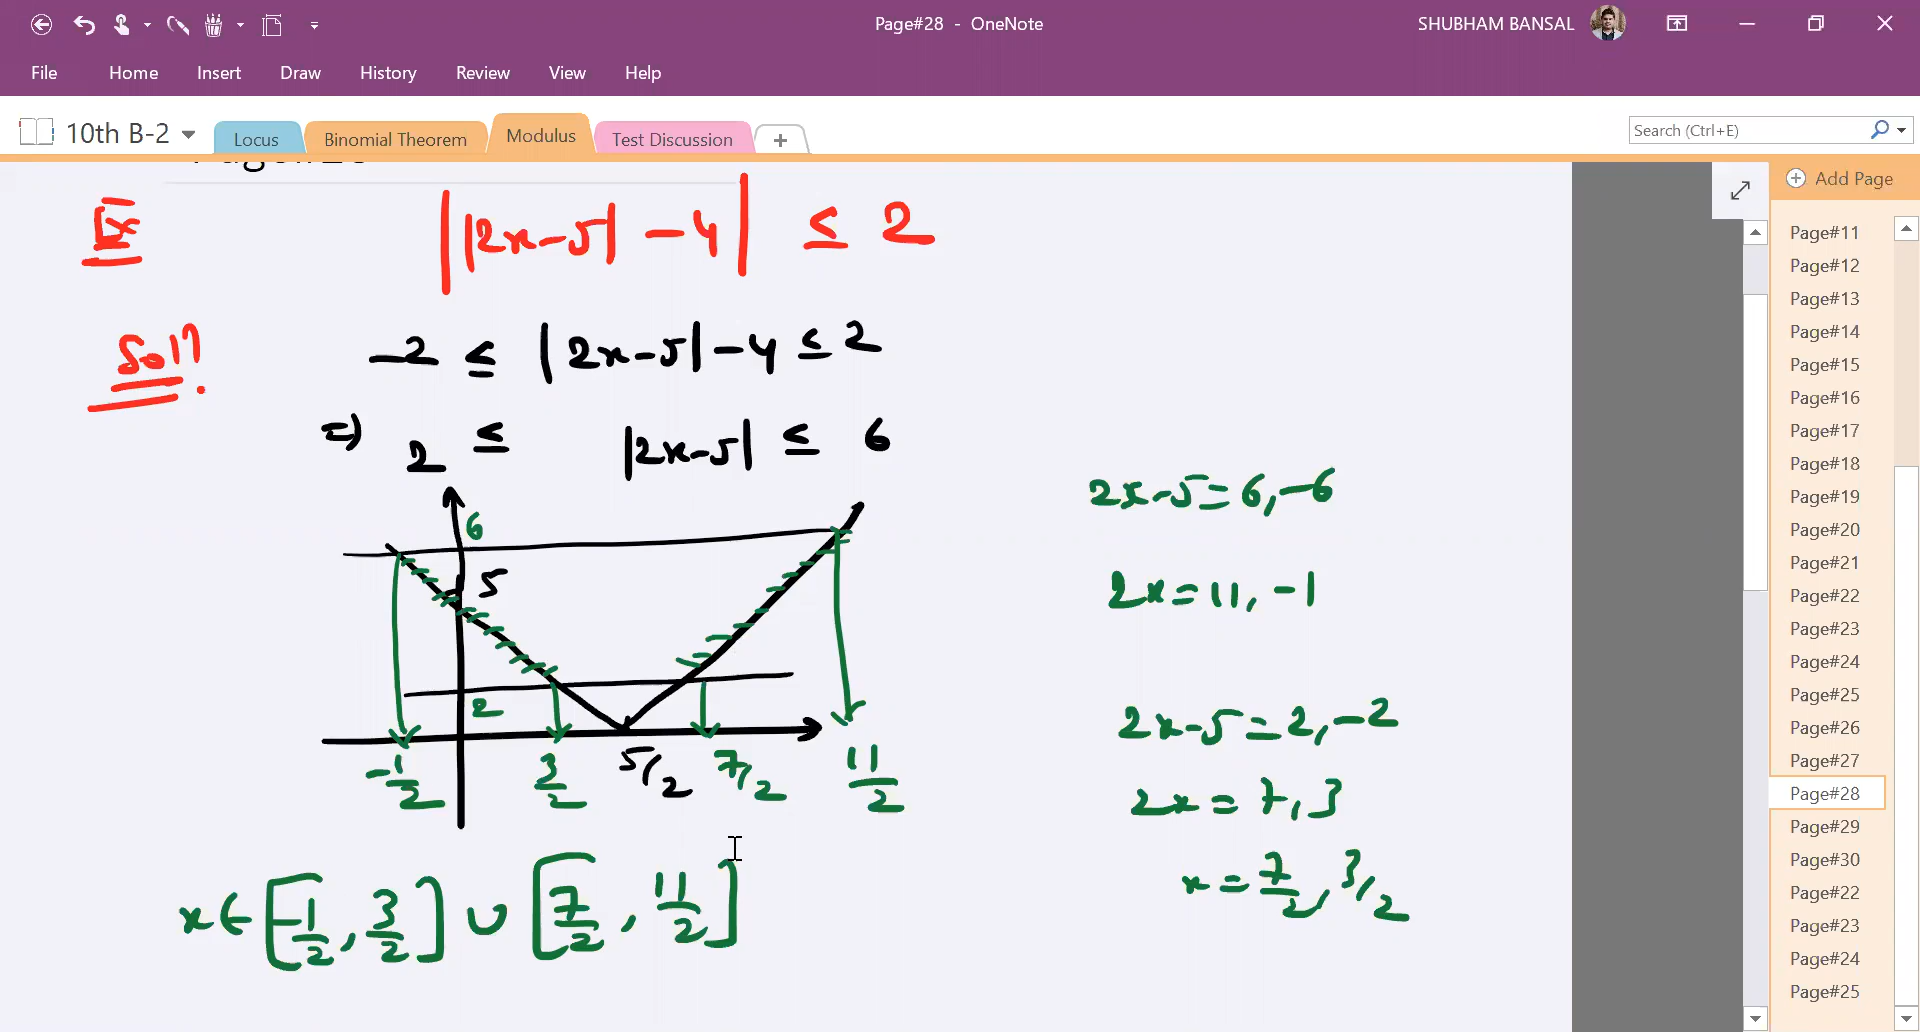 Page#28 - OneNote
SHUBHAM BANSAL
File Home Insert Draw History Review View Help
10th B-2
Locus
Binomial Theorem
Modulus
Test Discussion
+
Search (Ctrl+E)
Ex
||2x-5| - 4| ≤ 2
Soln.
-2 ≤ |2x-5| - 4 ≤ 2
=> 2 ≤ |2x-5| ≤ 6
6
5
2
-1/2
3/2
5/2
7/2
11/2
x ∈ [-1/2, 3/2] ∪ [7/2, 11/2]
2x-5 = 6, -6
2x = 11, -1
2x-5 = 2, -2
2x = 7, 3
x = 7/2, 3/2
Add Page
Page#11
Page#12
Page#13
Page#14
Page#15
Page#16
Page#17
Page#18
Page#19
Page#20
Page#21
Page#22
Page#23
Page#24
Page#25
Page#26
Page#27
Page#28
Page#29
Page#30
Page#22
Page#23
Page#24
Page#25